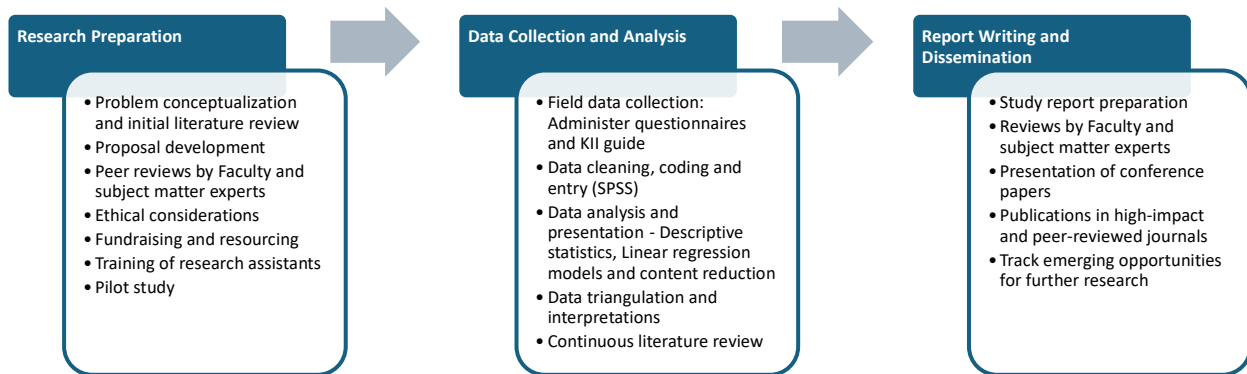 Research Preparation
• Problem conceptualization
and initial literature review
• Proposal development
• Peer reviews by Faculty and
subject matter experts
• Ethical considerations
• Fundraising and resourcing
• Training of research assistants
• Pilot study
Data Collection and Analysis
• Field data collection:
Administer questionnaires
and KII guide
• Data cleaning, coding and
entry (SPSS)
• Data analysis and
presentation - Descriptive
statistics, Linear regression
models and content reduction
• Data triangulation and
interpretations
• Continuous literature review
Report Writing and
Dissemination
• Study report preparation
• Reviews by Faculty and
subject matter experts
• Presentation of conference
papers
• Publications in high-impact
and peer-reviewed journals
• Track emerging opportunities
for further research